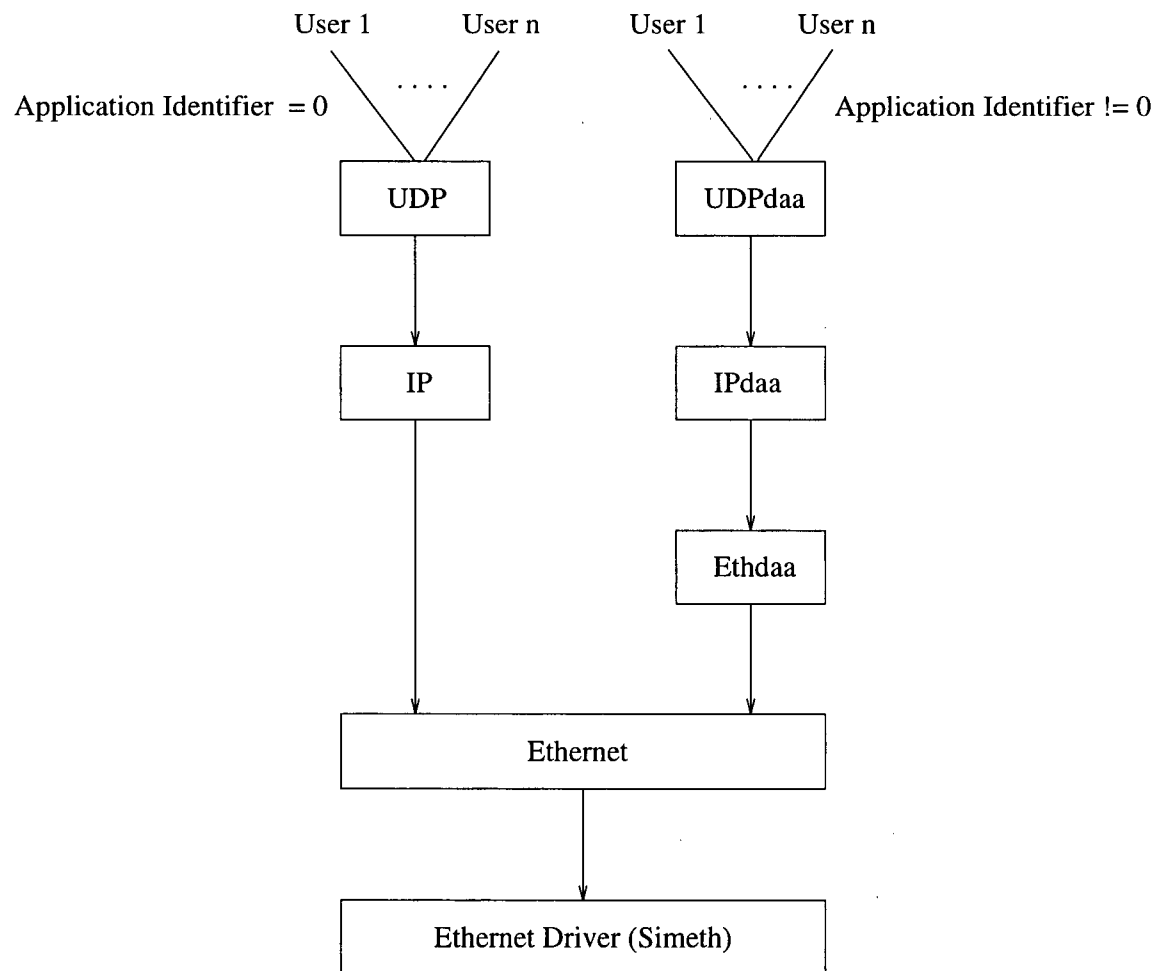 User 1 User n User 1 User n
. . . . . . . .
Application Identifier = 0 Application Identifier != 0
UDP UDPdaa
IP IPdaa
Ethdaa
Ethernet
Ethernet Driver (Simeth)